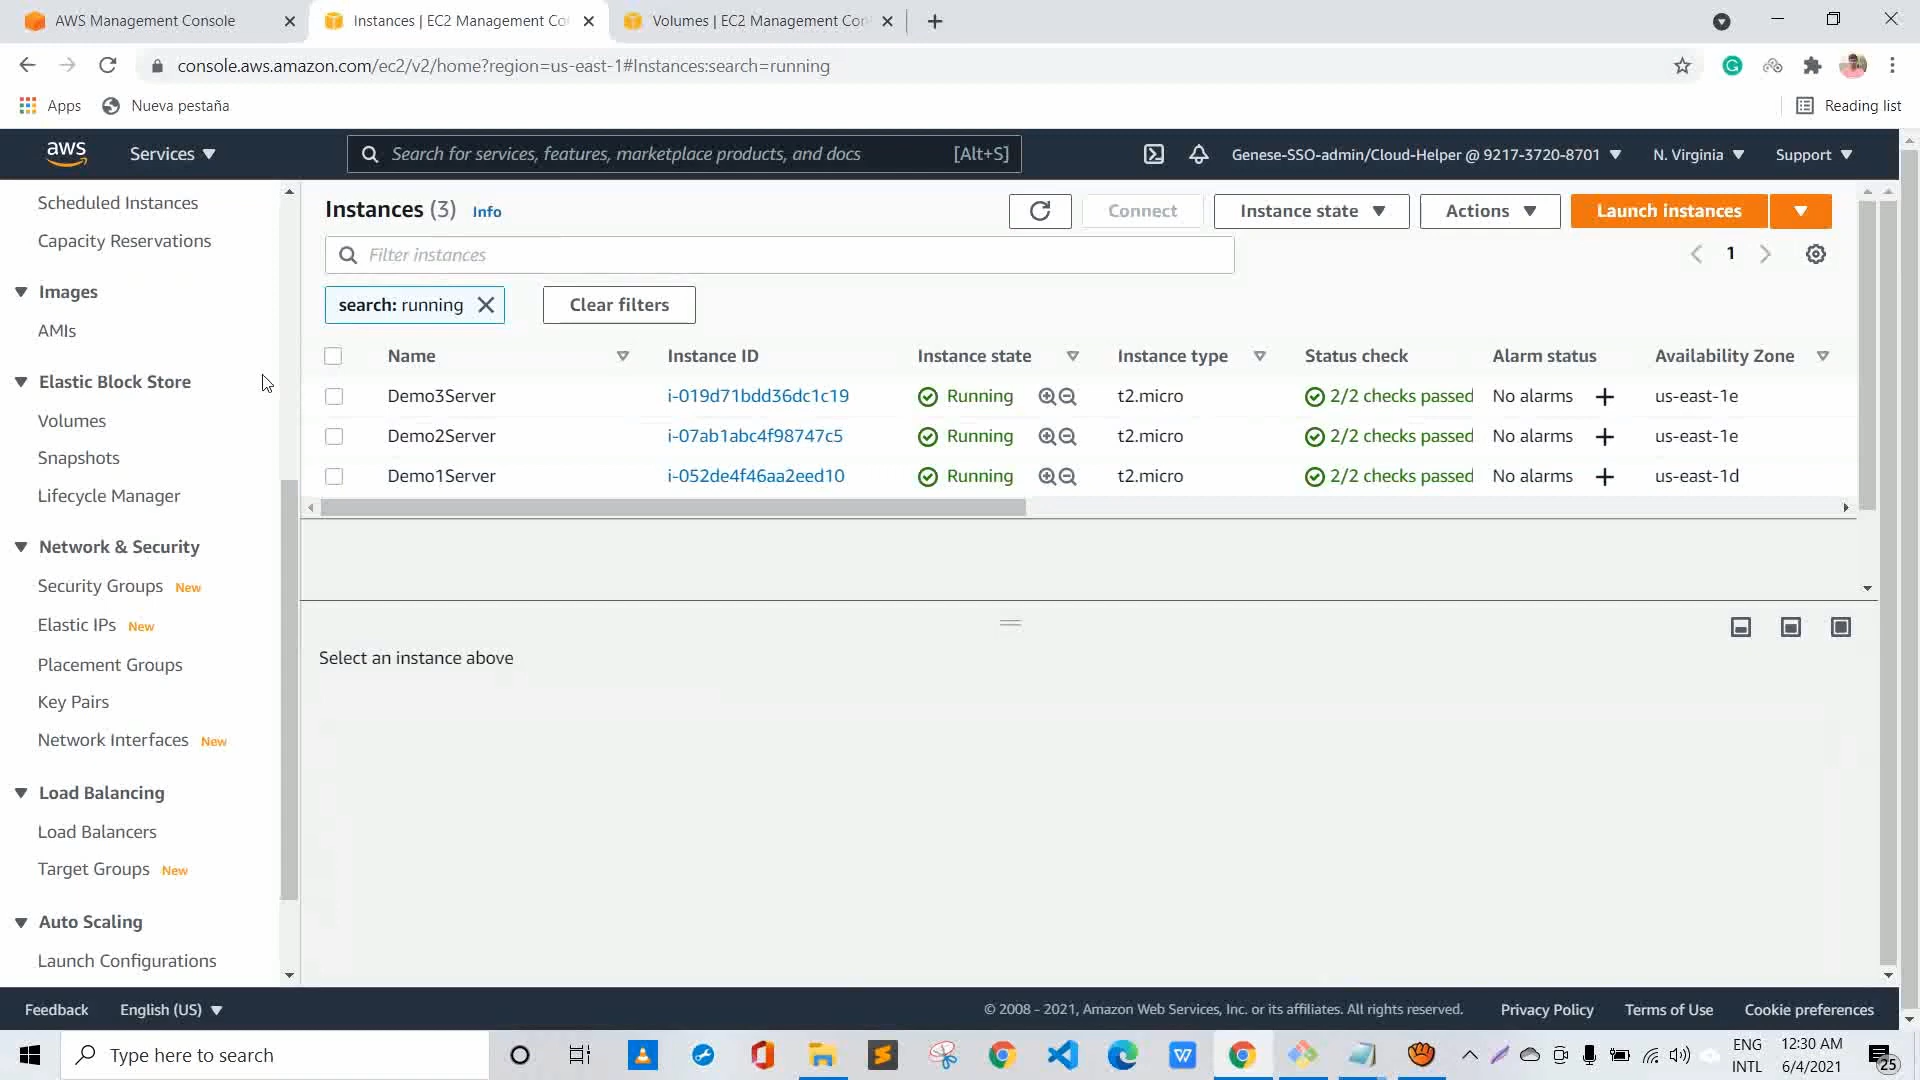 AWS Management Console
Instances | EC2 Management Co
Volumes | EC2 Management Con
console.aws.amazon.com/ec2/v2/home?region=us-east-1#Instances:search=running
Apps
Nueva pestaña
Reading list
aws
Services
Search for services, features, marketplace products, and docs
[Alt+S]
Genese-SSO-admin/Cloud-Helper @ 9217-3720-8701
N. Virginia
Support
Scheduled Instances
Capacity Reservations
Images
AMIs
Elastic Block Store
Volumes
Snapshots
Lifecycle Manager
Network & Security
Security Groups New
Elastic IPs New
Placement Groups
Key Pairs
Network Interfaces New
Load Balancing
Load Balancers
Target Groups New
Auto Scaling
Launch Configurations
Instances (3) Info
Connect
Instance state
Actions
Launch instances
Filter instances
1
search: running
Clear filters
Name Instance ID Instance state Instance type Status check Alarm status Availability Zone
Demo3Server i-019d71bdd36dc1c19 Running t2.micro 2/2 checks passed No alarms us-east-1e
Demo2Server i-07ab1abc4f98747c5 Running t2.micro 2/2 checks passed No alarms us-east-1e
Demo1Server i-052de4f46aa2eed10 Running t2.micro 2/2 checks passed No alarms us-east-1d
Select an instance above
Feedback
English (US)
© 2008 - 2021, Amazon Web Services, Inc. or its affiliates. All rights reserved.
Privacy Policy
Terms of Use
Cookie preferences
Type here to search
ENG
INTL
12:30 AM
6/4/2021
25